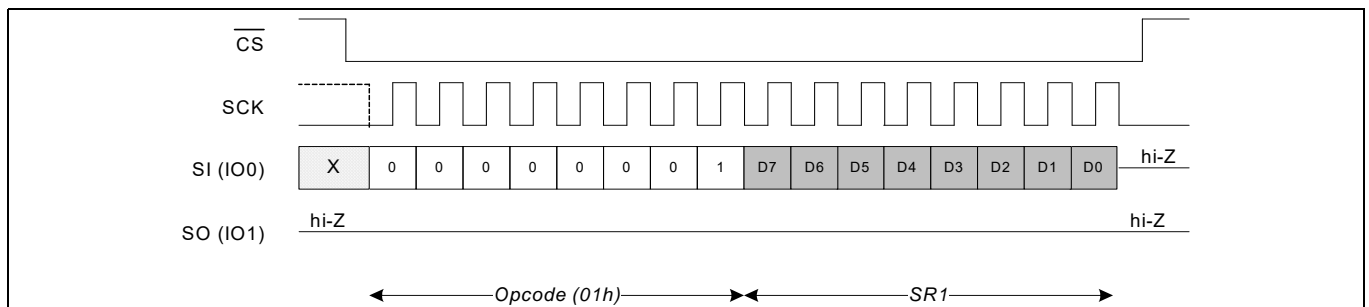 CS
SCK
SI (IO0) X 0 0 0 0 0 0 0 1 D7 D6 D5 D4 D3 D2 D1 D0 hi-Z
SO (IO1) hi-Z hi-Z
Opcode (01h) SR1